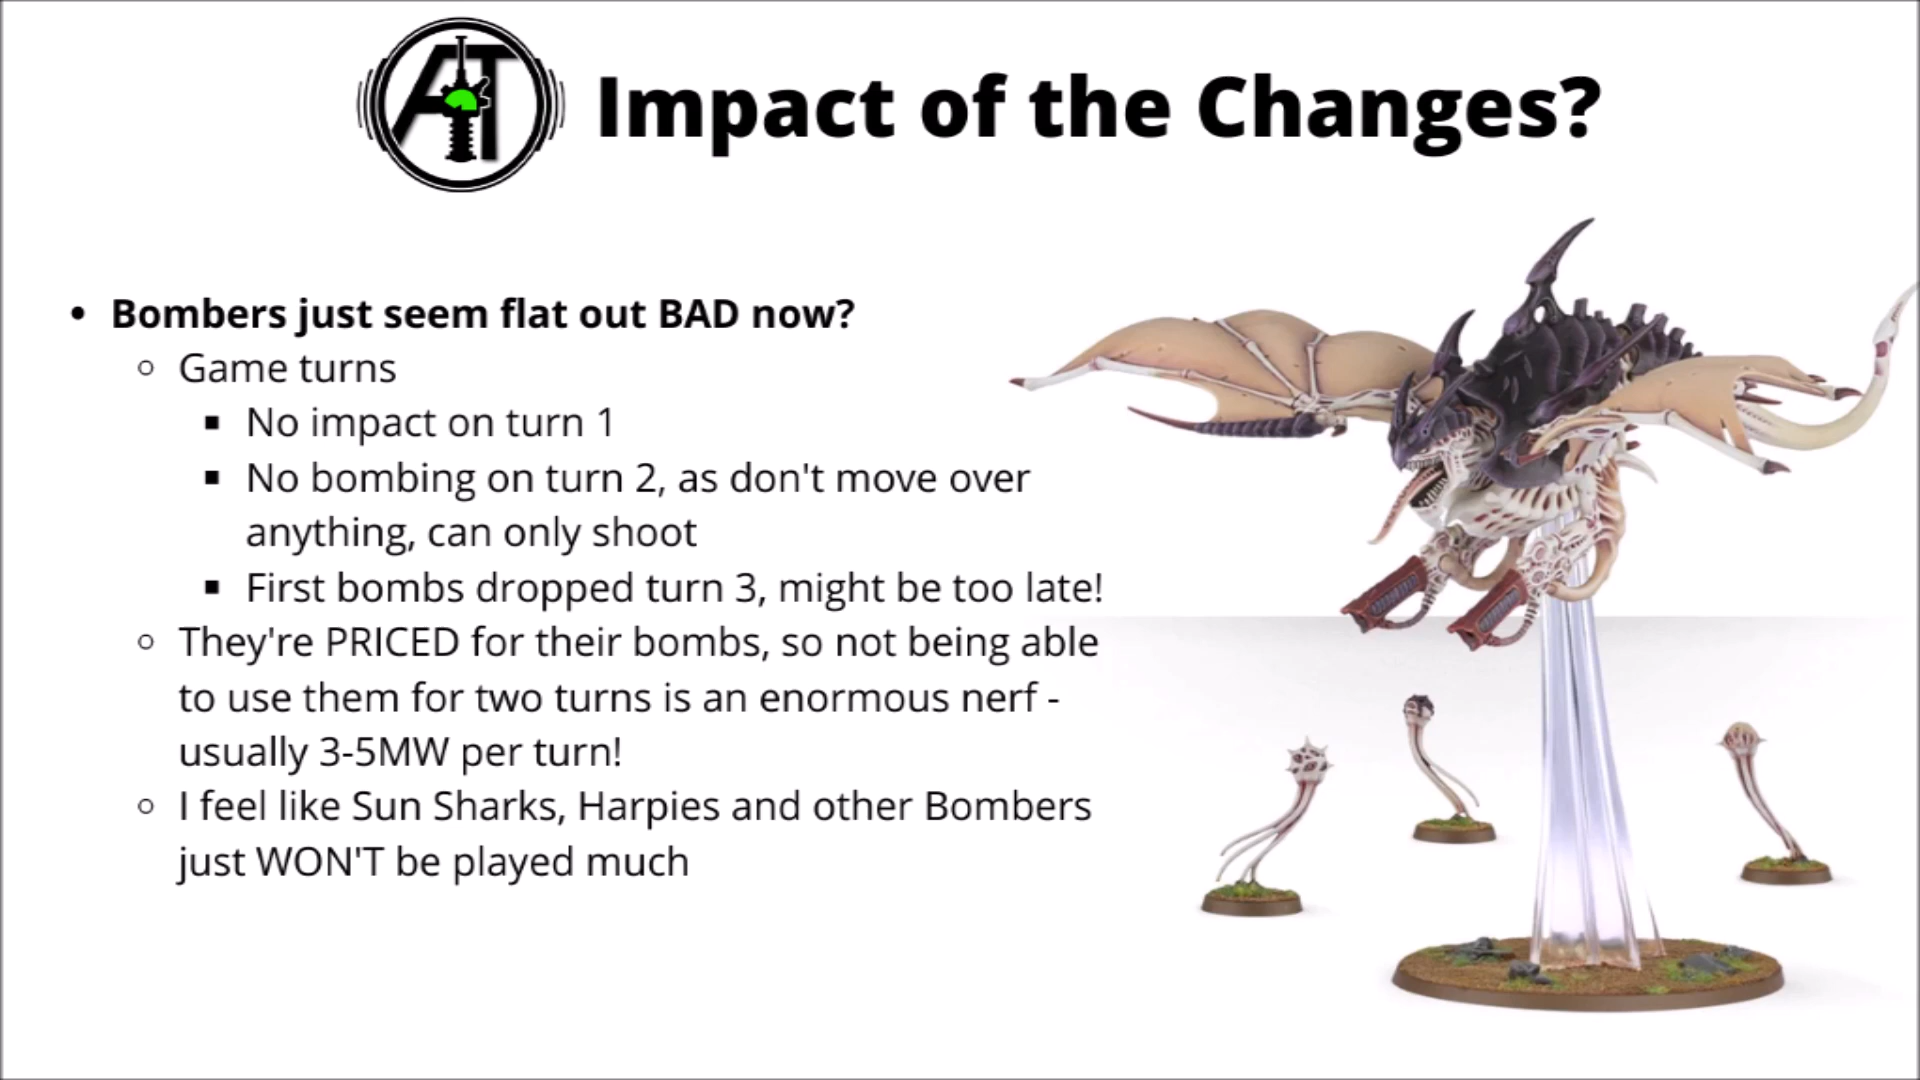 AT
Impact of the Changes?
• Bombers just seem flat out BAD now?
○ Game turns
▪ No impact on turn 1
▪ No bombing on turn 2, as don't move over
anything, can only shoot
▪ First bombs dropped turn 3, might be too late!
○ They're PRICED for their bombs, so not being able
to use them for two turns is an enormous nerf -
usually 3-5MW per turn!
○ I feel like Sun Sharks, Harpies and other Bombers
just WON'T be played much